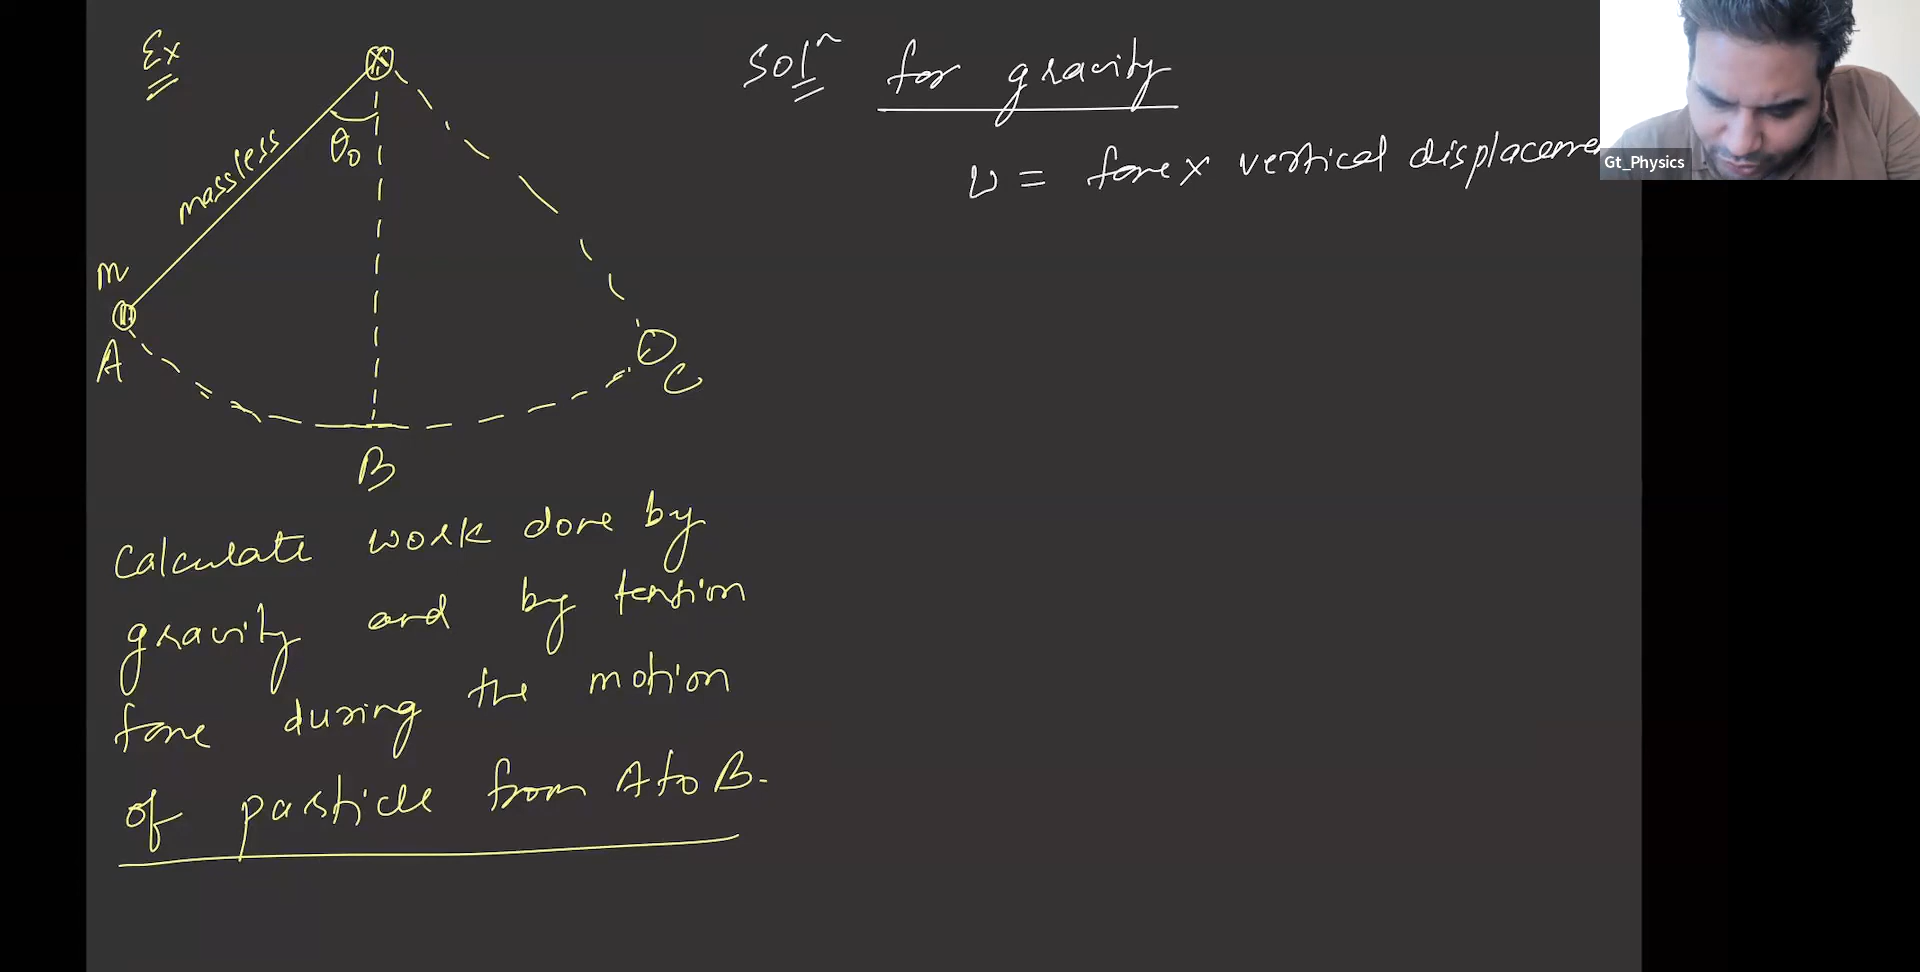 Ex
massless
θ₀
m
A
B
C
Calculate work done by
gravity and by tension
force during the motion
of particle from A to B.
Solⁿ for gravity
W = force x vertical displaceme
Gt_Physics